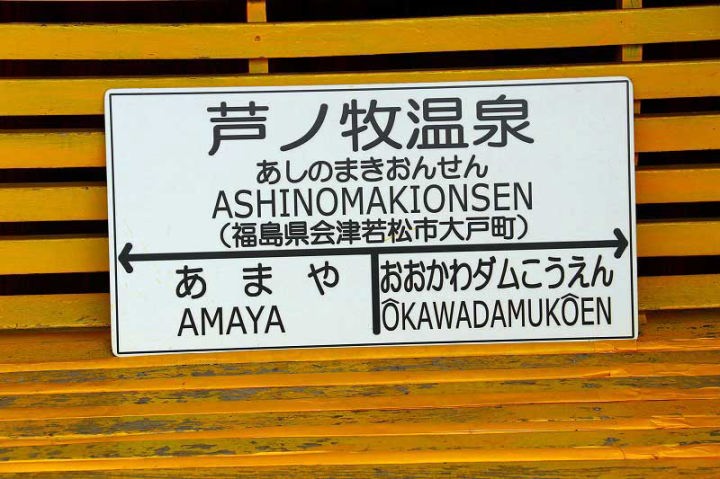 芦ノ牧温泉
あしのまきおんせん
ASHINOMAKIONSEN
（福島県会津若松市大戸町）
あまや
AMAYA
おおかわダムこうえん
ÔKAWADAMUKÔEN